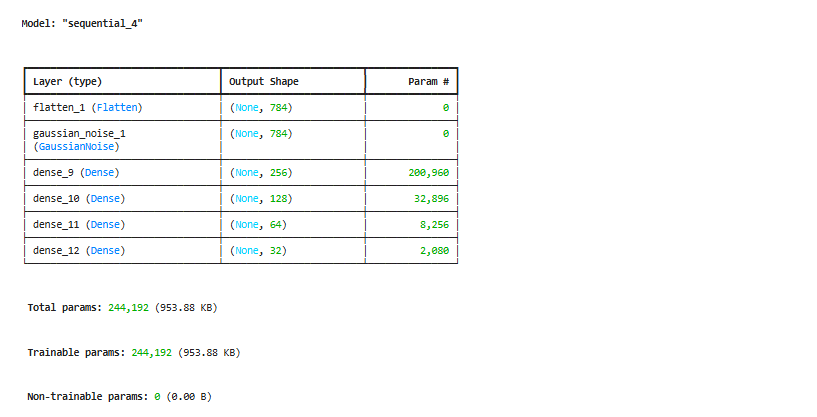 Model: "sequential_4"
Layer (type) Output Shape Param #
flatten_1 (Flatten) (None, 784) 0
gaussian_noise_1 (None, 784) 0
(GaussianNoise)
dense_9 (Dense) (None, 256) 200,960
dense_10 (Dense) (None, 128) 32,896
dense_11 (Dense) (None, 64) 8,256
dense_12 (Dense) (None, 32) 2,080
Total params: 244,192 (953.88 KB)
Trainable params: 244,192 (953.88 KB)
Non-trainable params: 0 (0.00 B)